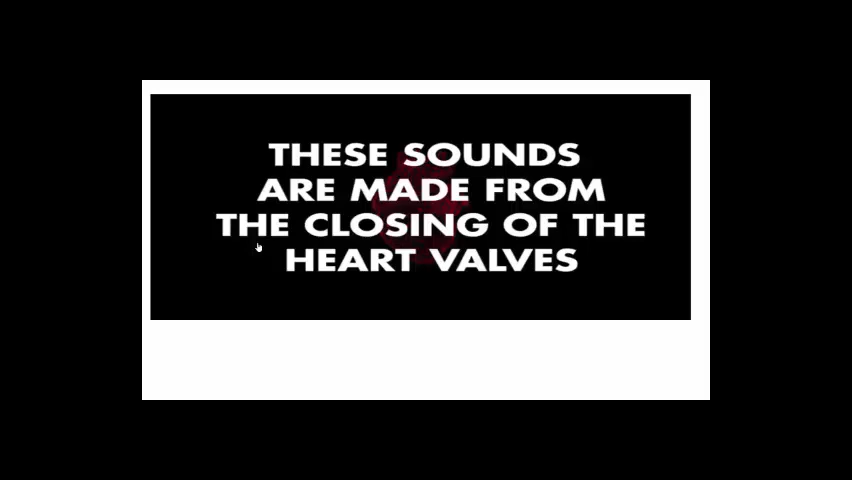 THESE SOUNDS
ARE MADE FROM
THE CLOSING OF THE
HEART VALVES